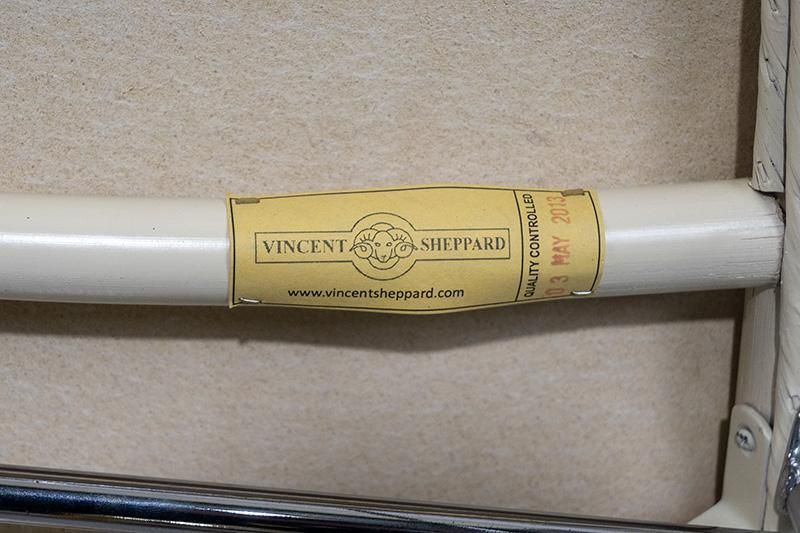 VINCENT SHEPPARD
www.vincentsheppard.com
QUALITY CONTROLLED
03 MAY 2013